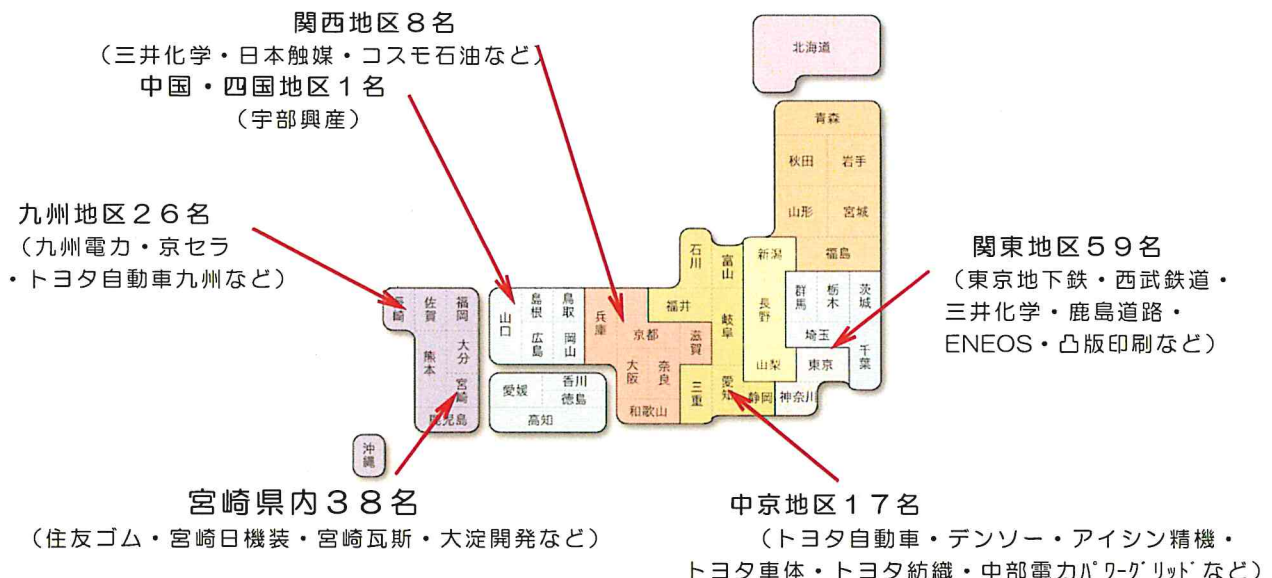 関西地区８名
（三井化学・日本触媒・コスモ石油など）
中国・四国地区１名
（宇部興産）
九州地区２６名
（九州電力・京セラ
・トヨタ自動車九州など）
関東地区５９名
（東京地下鉄・西武鉄道・
三井化学・鹿島道路・
ENEOS・凸版印刷など）
宮崎県内３８名
（住友ゴム・宮崎日機装・宮崎瓦斯・大淀開発など）
中京地区１７名
（トヨタ自動車・デンソー・アイシン精機・
トヨタ車体・トヨタ紡織・中部電力ﾊﾟﾜｰｸﾞﾘｯﾄﾞなど）
北海道
青森
秋田
岩手
山形
宮城
福島
石川
富山
新潟
群馬
栃木
茨城
福井
岐阜
長野
埼玉
千葉
山梨
東京
三重
愛知
静岡
神奈川
兵庫
京都
滋賀
大阪
奈良
和歌山
山口
島根
鳥取
広島
岡山
愛媛
香川
徳島
高知
長崎
佐賀
福岡
熊本
大分
宮崎
鹿児島
沖縄